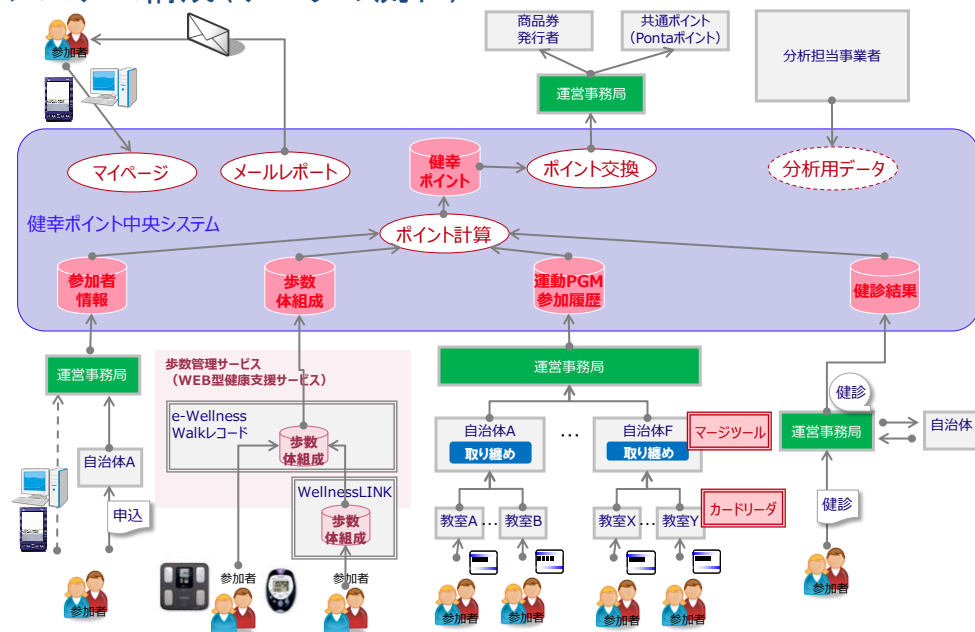 参加者
商品券
発行者
共通ポイント
(Pontaポイント)
分析担当事業者
運営事務局
マイページ
メールレポート
健幸
ポイント
ポイント交換
分析用データ
健幸ポイント中央システム
ポイント計算
参加者
情報
歩数
体組成
運動PGM
参加履歴
健診結果
運営事務局
歩数管理サービス
（WEB型健康支援サービス）
運営事務局
健診
e-Wellness
Walkレコード
歩数
体組成
自治体A
取り纏め
…
自治体F
取り纏め
マージツール
運営事務局
自治体
自治体A
申込
WellnessLINK
歩数
体組成
教室A
…
教室B
教室X
…
教室Y
カードリーダ
健診
参加者
参加者
参加者
参加者
参加者
参加者
参加者
参加者